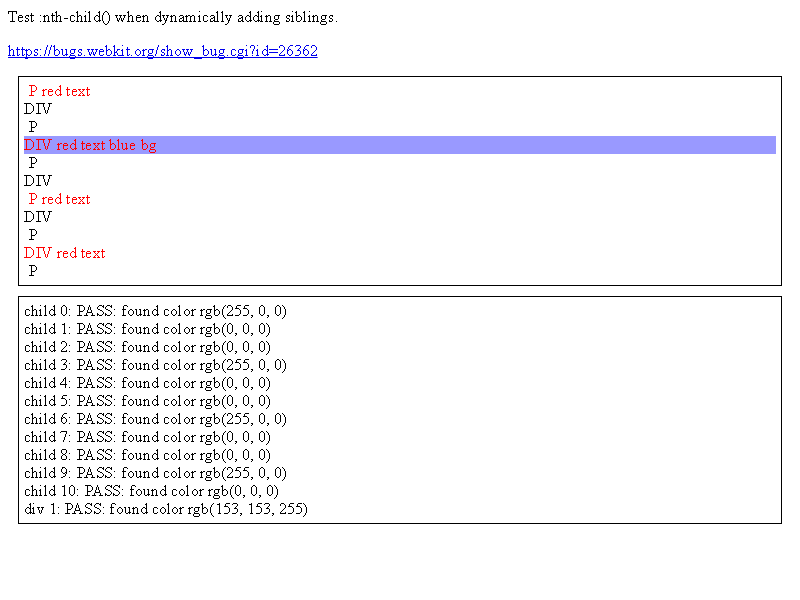 Test :nth-child() when dynamically adding siblings.
https://bugs.webkit.org/show_bug.cgi?id=26362
P red text
DIV
P
DIV red text blue bg
P
DIV
P red text
DIV
P
DIV red text
P
child 0: PASS: found color rgb(255, 0, 0)
child 1: PASS: found color rgb(0, 0, 0)
child 2: PASS: found color rgb(0, 0, 0)
child 3: PASS: found color rgb(255, 0, 0)
child 4: PASS: found color rgb(0, 0, 0)
child 5: PASS: found color rgb(0, 0, 0)
child 6: PASS: found color rgb(255, 0, 0)
child 7: PASS: found color rgb(0, 0, 0)
child 8: PASS: found color rgb(0, 0, 0)
child 9: PASS: found color rgb(255, 0, 0)
child 10: PASS: found color rgb(0, 0, 0)
div 1: PASS: found color rgb(153, 153, 255)